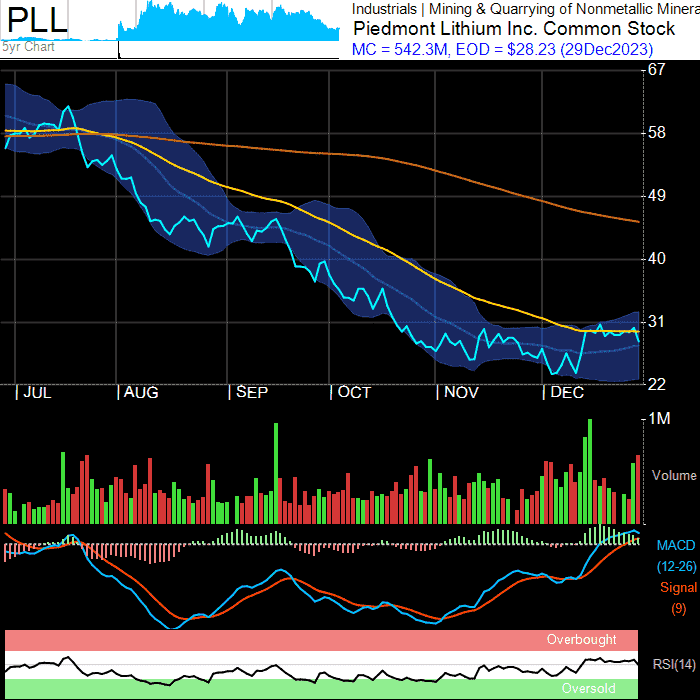 PLL
5yr Chart
Industrials | Mining & Quarrying of Nonmetallic Minera
Piedmont Lithium Inc. Common Stock
MC = 542.3M, EOD = $28.23 (29Dec2023)
67
58
49
40
31
22
| JUL | AUG | SEP | OCT | NOV | DEC
1M
Volume
MACD
(12-26)
Signal
(9)
Overbought
RSI(14)
Oversold